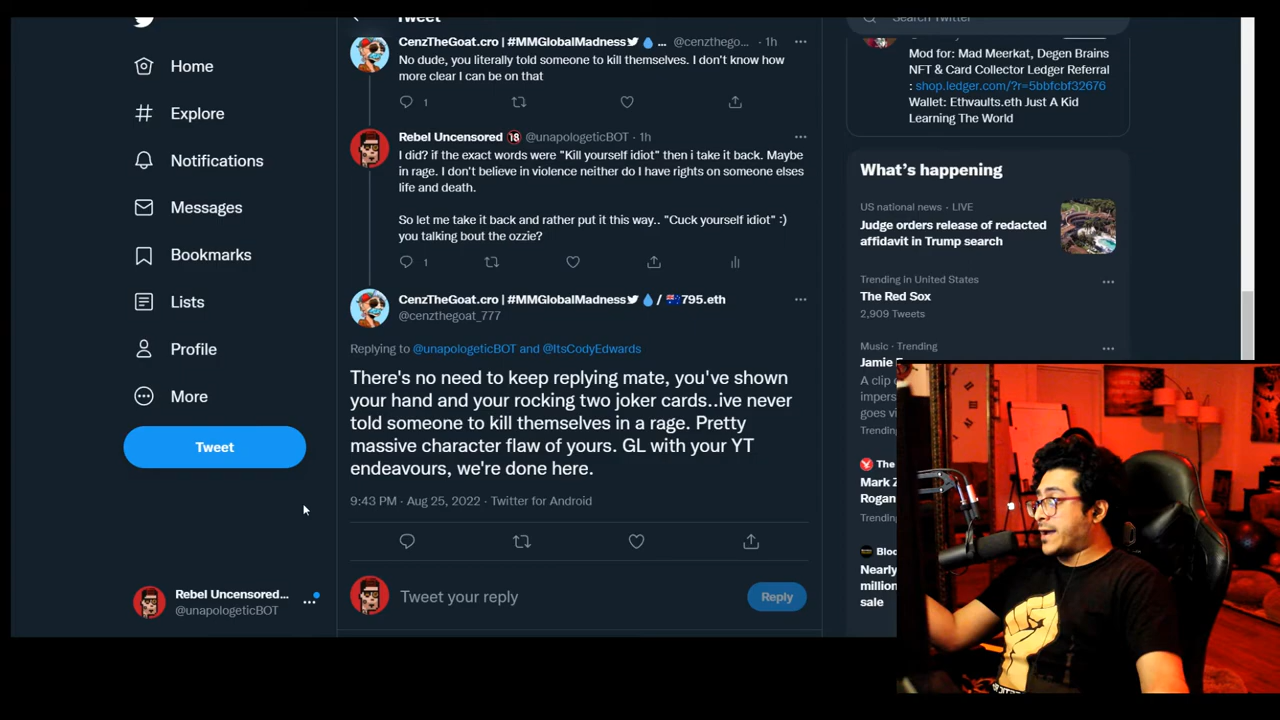 Home
Explore
Notifications
Messages
Bookmarks
Lists
Profile
More
Tweet
Rebel Uncensored...
@unapologeticBOT
Tweet
CenzTheGoat.cro | #MMGlobalMadness ... @cenzthego... · 1h
No dude, you literally told someone to kill themselves. I don't know how
more clear I can be on that
1
Rebel Uncensored 🔞 @unapologeticBOT · 1h
I did? if the exact words were "Kill yourself idiot" then i take it back. Maybe
in rage. I don't believe in violence neither do I have rights on someone elses
life and death.
So let me take it back and rather put it this way.. "Cuck yourself idiot" :)
you talking bout the ozzie?
1
CenzTheGoat.cro | #MMGlobalMadness 💧/ 🇦🇺795.eth
@cenzthegoat_777
Replying to @unapologeticBOT and @ItsCodyEdwards
There's no need to keep replying mate, you've shown
your hand and your rocking two joker cards..ive never
told someone to kill themselves in a rage. Pretty
massive character flaw of yours. GL with your YT
endeavours, we're done here.
9:43 PM · Aug 25, 2022 · Twitter for Android
Tweet your reply
Reply
Search Twitter
Mod for: Mad Meerkat, Degen Brains
NFT & Card Collector Ledger Referral
: shop.ledger.com/?r=5bbfcbf32676
Wallet: Ethvaults.eth Just A Kid
Learning The World
What's happening
US national news · LIVE
Judge orders release of redacted
affidavit in Trump search
Trending in United States
The Red Sox
2,909 Tweets
Music · Trending
Jamie
A clip
impers
goes vi
Trending
The
Mark Z
Rogan
Trending
Bloo
Nearly
million
sale